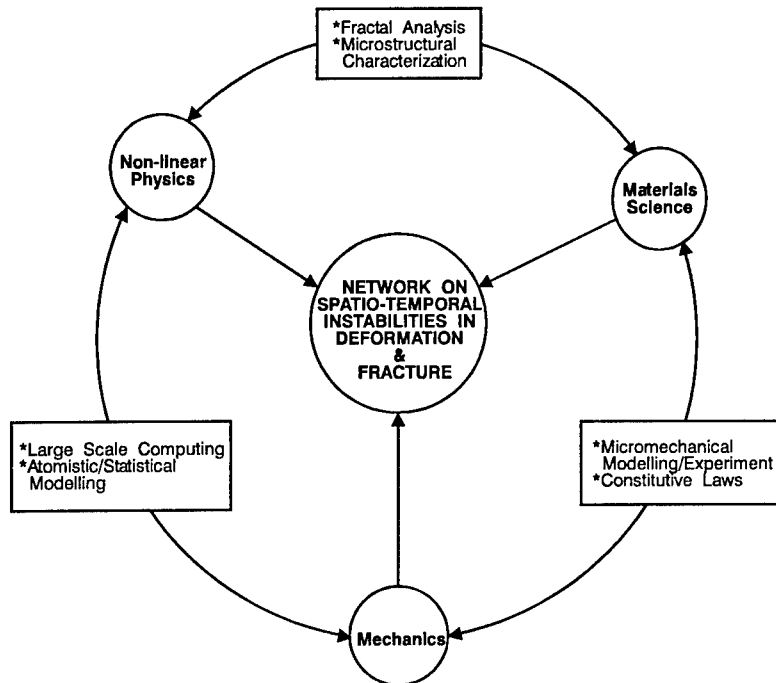 *Fractal Analysis
*Microstructural
Characterization
Non-linear
Physics
Materials
Science
NETWORK ON
SPATIO-TEMPORAL
INSTABILITIES IN
DEFORMATION
&
FRACTURE
*Large Scale Computing
*Atomistic/Statistical
Modelling
*Micromechanical
Modelling/Experiment
*Constitutive Laws
Mechanics